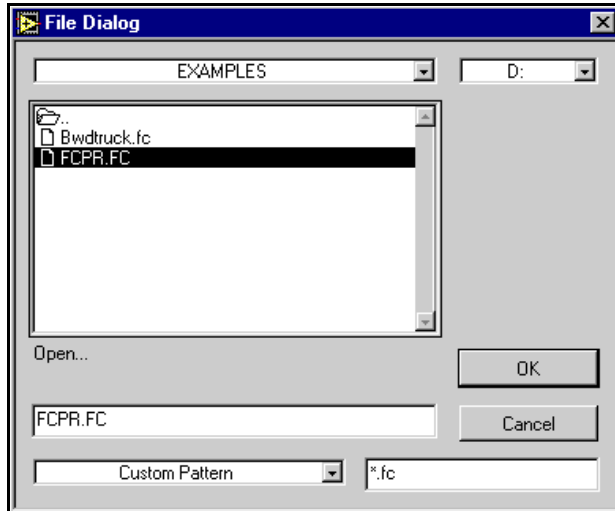 File Dialog
EXAMPLES
D:
..
Bwdtruck.fc
FCPR.FC
Open...
OK
FCPR.FC
Cancel
Custom Pattern
*.fc